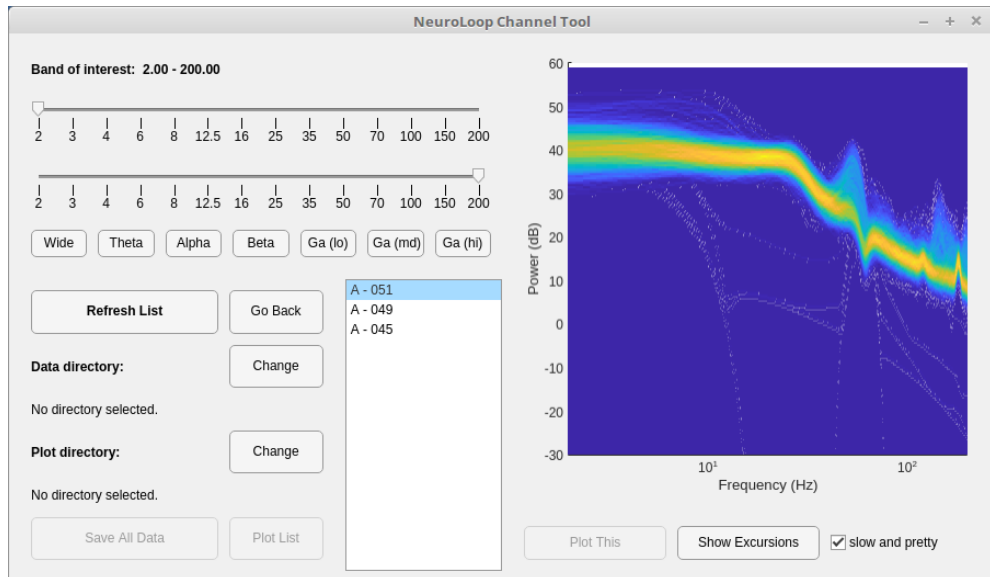 NeuroLoop Channel Tool
Band of interest: 2.00 - 200.00
2 3 4 6 8 12.5 16 25 35 50 70 100 150 200
2 3 4 6 8 12.5 16 25 35 50 70 100 150 200
Wide Theta Alpha Beta Ga (lo) Ga (md) Ga (hi)
Refresh List Go Back
Data directory: Change
No directory selected.
Plot directory: Change
No directory selected.
Save All Data Plot List
A - 051
A - 049
A - 045
60
50
40
30
20
10
0
-10
-20
-30
Power (dB)
10¹ 10²
Frequency (Hz)
Plot This Show Excursions slow and pretty